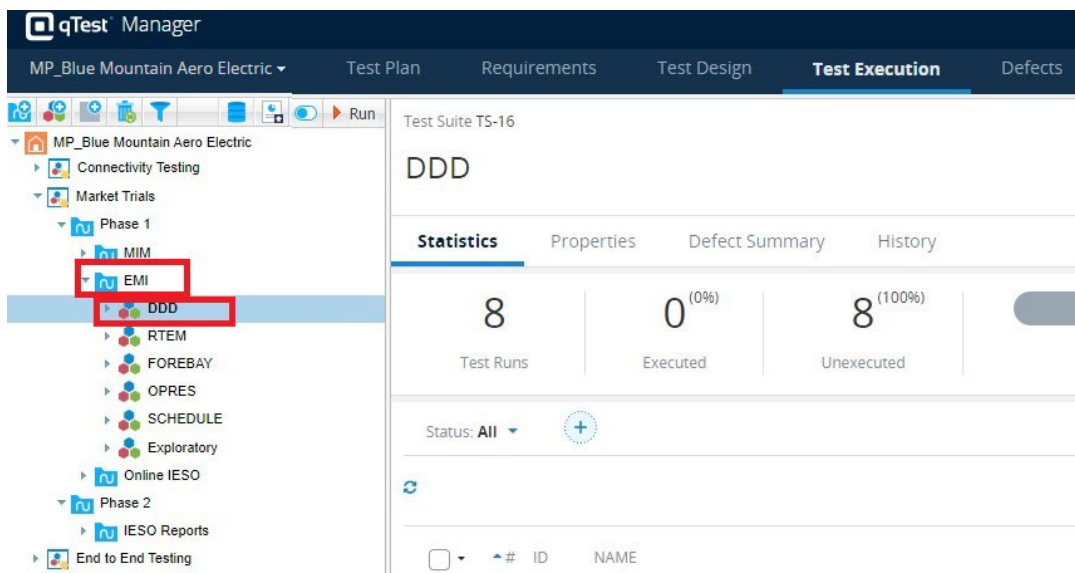 qTest Manager
MP_Blue Mountain Aero Electric Test Plan Requirements Test Design Test Execution Defects
Run
MP_Blue Mountain Aero Electric
Connectivity Testing
Market Trials
Phase 1
MIM
EMI
DDD
RTEM
FOREBAY
OPRES
SCHEDULE
Exploratory
Online IESO
Phase 2
IESO Reports
End to End Testing
Test Suite TS-16
DDD
Statistics Properties Defect Summary History
8 0(0%) 8(100%)
Test Runs Executed Unexecuted
Status: All
# ID NAME